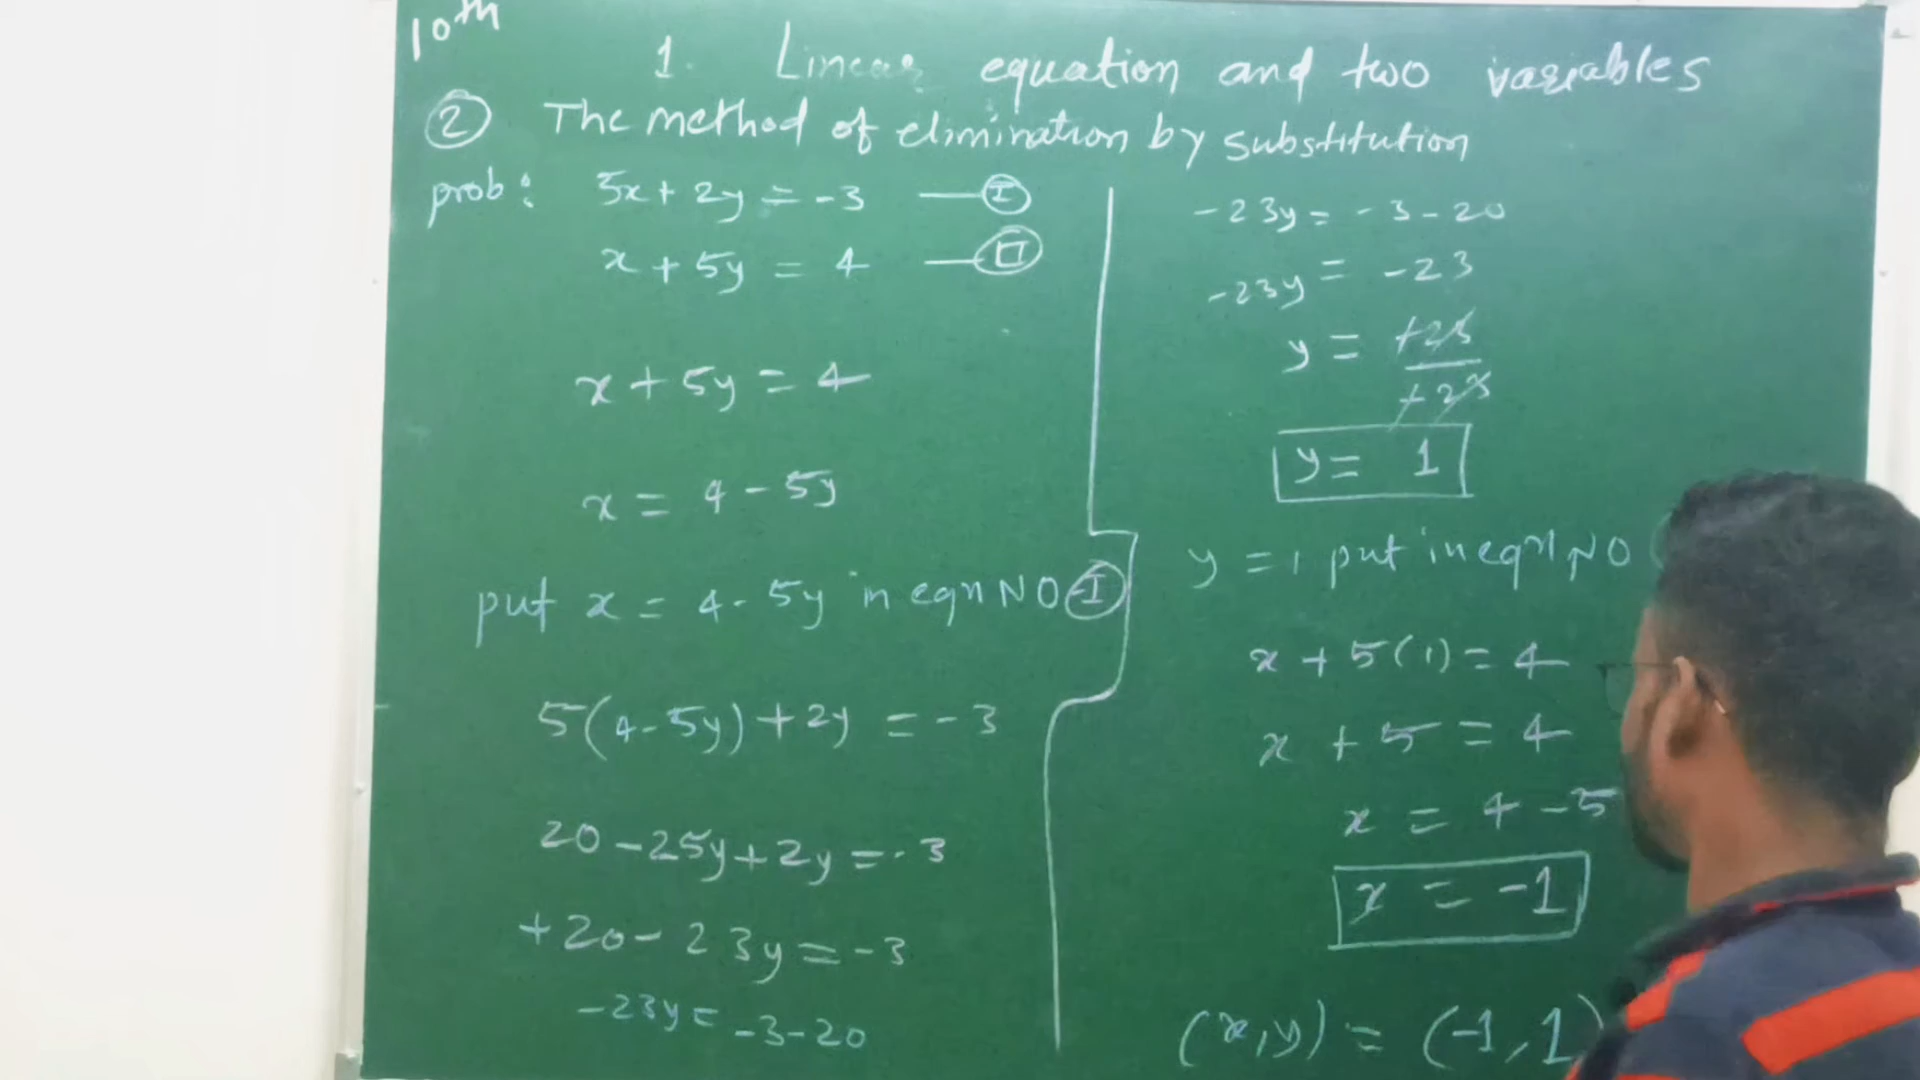 10th
1. Linear equation and two variables
② The method of elimination by substitution
prob: 5x + 2y = -3 — Ⓘ
x + 5y = 4 — Ⅱ
x + 5y = 4
x = 4 - 5y
put x = 4 - 5y in eqn NO Ⓘ
5(4-5y) + 2y = -3
20 - 25y + 2y = -3
+20 - 23y = -3
-23y = -3-20
-23y = -3-20
-23y = -23
y = +23/+23
y = 1
y = 1 put in eqn NO
x + 5(1) = 4
x + 5 = 4
x = 4 - 5
x = -1
(x,y) = (-1,1)